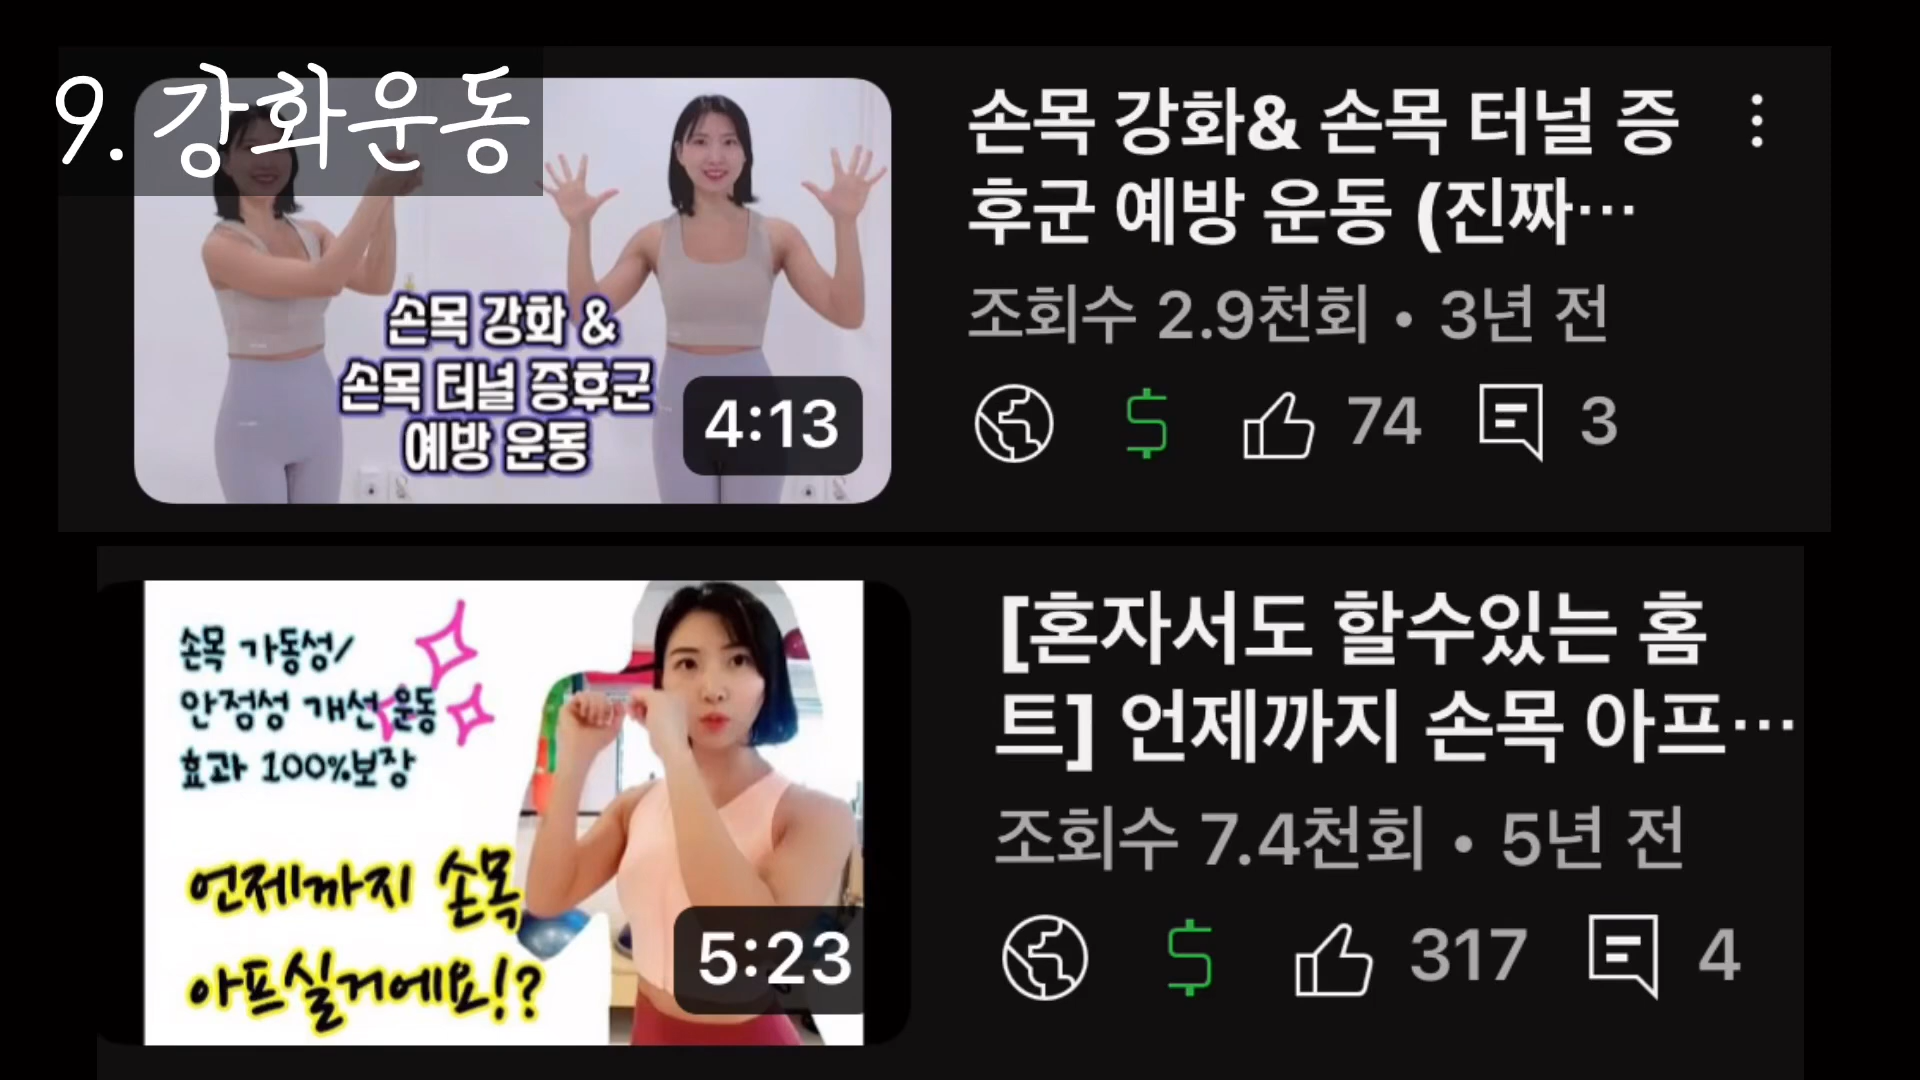 9. 강화운동
손목 강화 &
손목 터널 증후군
예방 운동
4:13
손목 강화& 손목 터널 증
후군 예방 운동 (진짜…
조회수 2.9천회 • 3년 전
74 3
손목 가동성/
안정성 개선 운동
효과 100%보장
언제까지 손목
아프실거에요!?
5:23
[혼자서도 할수있는 홈
트] 언제까지 손목 아프…
조회수 7.4천회 • 5년 전
317 4